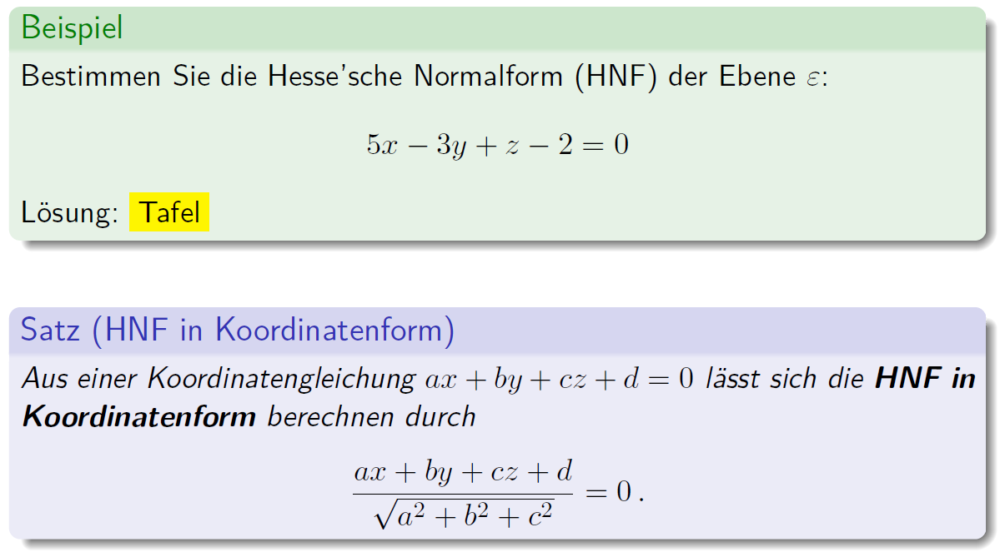 Beispiel
Bestimmen Sie die Hesse'sche Normalform (HNF) der Ebene ε:
5x − 3y + z − 2 = 0
Lösung: Tafel
Satz (HNF in Koordinatenform)
Aus einer Koordinatengleichung ax + by + cz + d = 0 lässt sich die HNF in
Koordinatenform berechnen durch
\frac{ax + by + cz + d}{\sqrt{a^2 + b^2 + c^2}} = 0 .